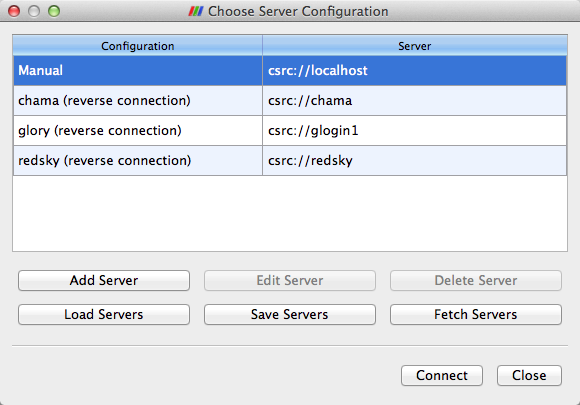 Choose Server Configuration
Configuration Server
Manual csrc://localhost
chama (reverse connection) csrc://chama
glory (reverse connection) csrc://glogin1
redsky (reverse connection) csrc://redsky
Add Server Edit Server Delete Server
Load Servers Save Servers Fetch Servers
Connect Close